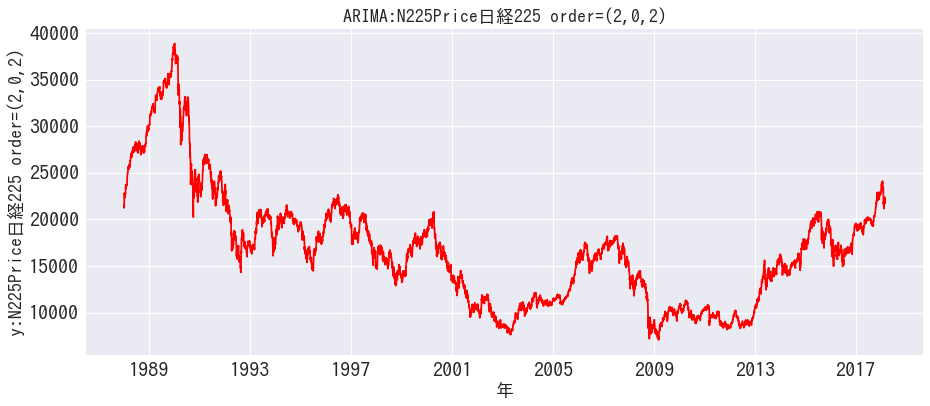 ARIMA:N225Price日経225 order=(2,0,2)
y:N225Price日経225 order=(2,0,2)
40000
35000
30000
25000
20000
15000
10000
1989 1993 1997 2001 2005 2009 2013 2017
年